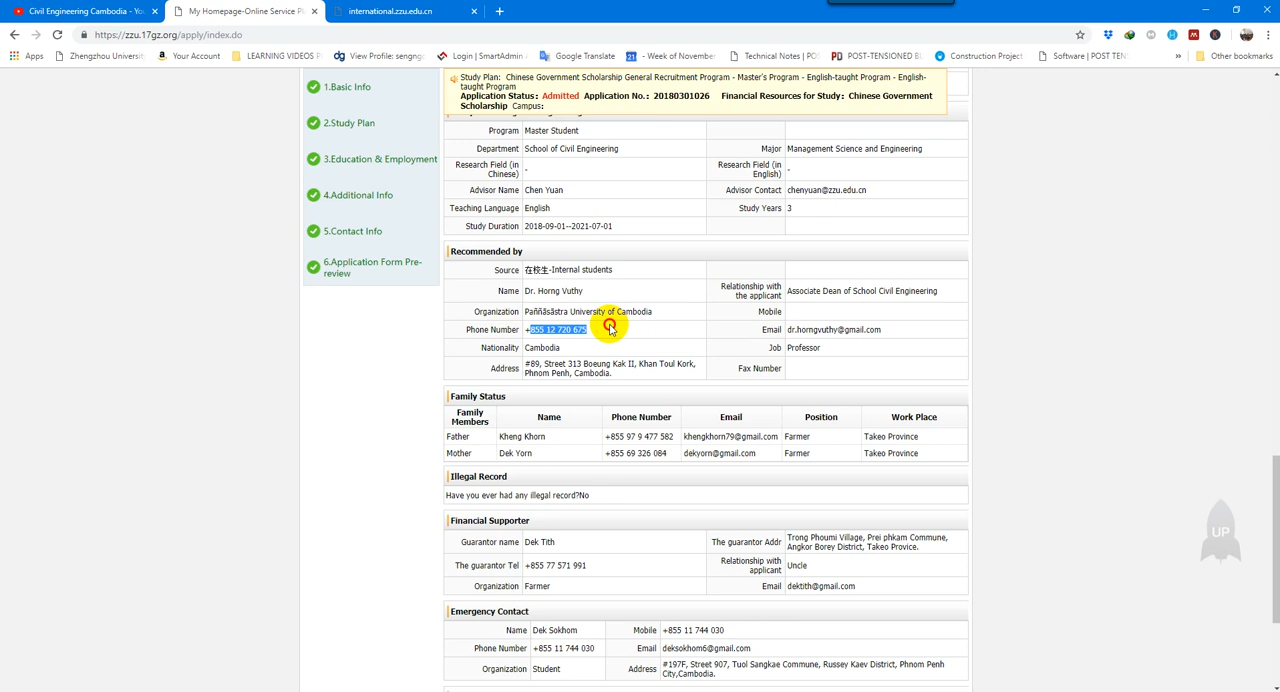 Civil Engineering Cambodia - Yo
My Homepage-Online Service Pl
international.zzu.edu.cn
https://zzu.17gz.org/apply/index.do
Apps Zhengzhou University Your Account LEARNING VIDEOS View Profile: sengng Login | SmartAdmin Google Translate - Week of November Technical Notes | POS POST-TENSIONED BL Construction Project Software | POST TEN Other bookmarks
1.Basic Info
2.Study Plan
3.Education & Employment
4.Additional Info
5.Contact Info
6.Application Form Pre-
review
Study Plan: Chinese Government Scholarship General Recruitment Program - Master's Program - English-taught Program - English-
taught Program
Application Status: Admitted Application No.: 20180301026 Financial Resources for Study: Chinese Government
Scholarship Campus:
Program Master Student
Department School of Civil Engineering Major Management Science and Engineering
Research Field (in
Chinese) - Research Field (in
English) -
Advisor Name Chen Yuan Advisor Contact chenyuan@zzu.edu.cn
Teaching Language English Study Years 3
Study Duration 2018-09-01--2021-07-01
Recommended by
Source 在校生-Internal students
Name Dr. Horng Vuthy Relationship with
the applicant Associate Dean of School Civil Engineering
Organization Paññāsāstra University of Cambodia Mobile
Phone Number +855 12 720 675 Email dr.horngvuthy@gmail.com
Nationality Cambodia Job Professor
Address #89, Street 313 Boeung Kak II, Khan Toul Kork,
Phnom Penh, Cambodia. Fax Number
Family Status
Family
Members Name Phone Number Email Position Work Place
Father Kheng Khorn +855 97 9 477 582 khengkhorn79@gmail.com Farmer Takeo Province
Mother Dek Yorn +855 69 326 084 dekyorn@gmail.com Farmer Takeo Province
Illegal Record
Have you ever had any illegal record?No
Financial Supporter
Guarantor name Dek Tith The guarantor Addr Trong Phoumi Village, Prei phkam Commune,
Angkor Borey District, Takeo Provice.
The guarantor Tel +855 77 571 991 Relationship with
applicant Uncle
Organization Farmer Email dektith@gmail.com
Emergency Contact
Name Dek Sokhom Mobile +855 11 744 030
Phone Number +855 11 744 030 Email deksokhom6@gmail.com
Organization Student Address #197F, Street 907, Tuol Sangkae Commune, Russey Kaev District, Phnom Penh
City,Cambodia.
UP